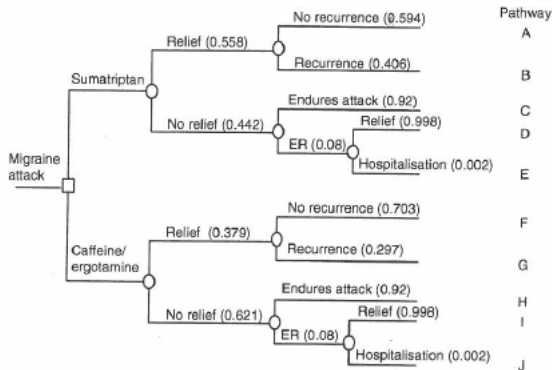 Pathway
No recurrence (0.594)
A
Relief (0.558)
Recurrence (0.406)
B
Sumatriptan
Endures attack (0.92)
C
Relief (0.998)
D
No relief (0.442)
ER (0.08)
Hospitalisation (0.002)
E
Migraine
attack
No recurrence (0.703)
F
Relief (0.379)
Caffeine/
ergotamine
Recurrence (0.297)
G
Endures attack (0.92)
H
Relief (0.998)
I
No relief (0.621)
ER (0.08)
Hospitalisation (0.002)
J